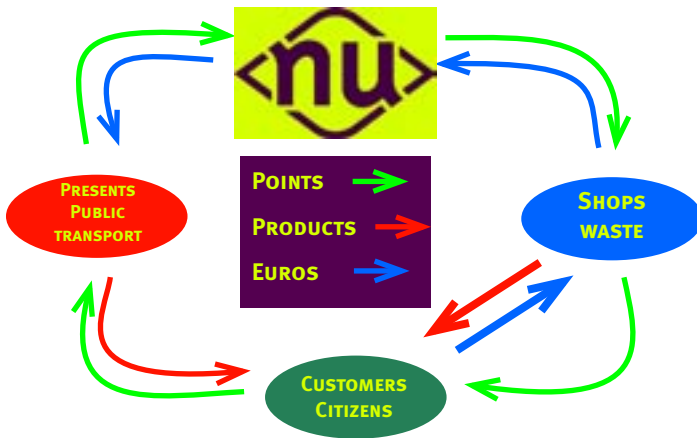 nu
Points
Products
Euros
Presents
Public
transport
Shops
waste
Customers
Citizens